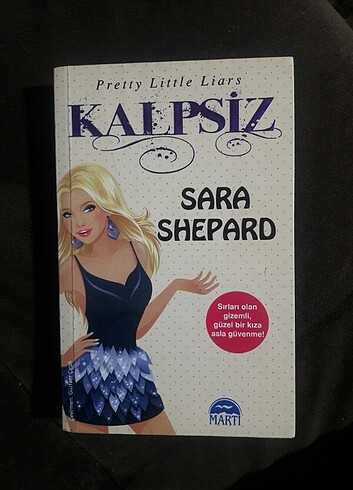 Pretty Little Liars
KALPSİZ
SARA
SHEPARD
Sırları olan
gizemli,
güzel bir kıza
asla güvenme!
MARTI